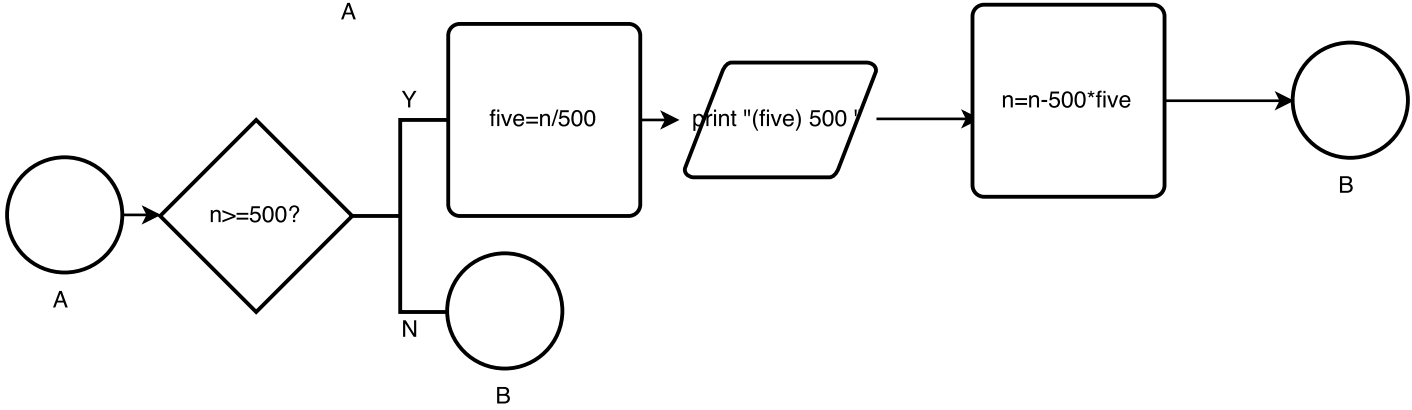 A
A
n>=500?
Y
five=n/500
print "(five) 500 "
n=n-500*five
B
N
B